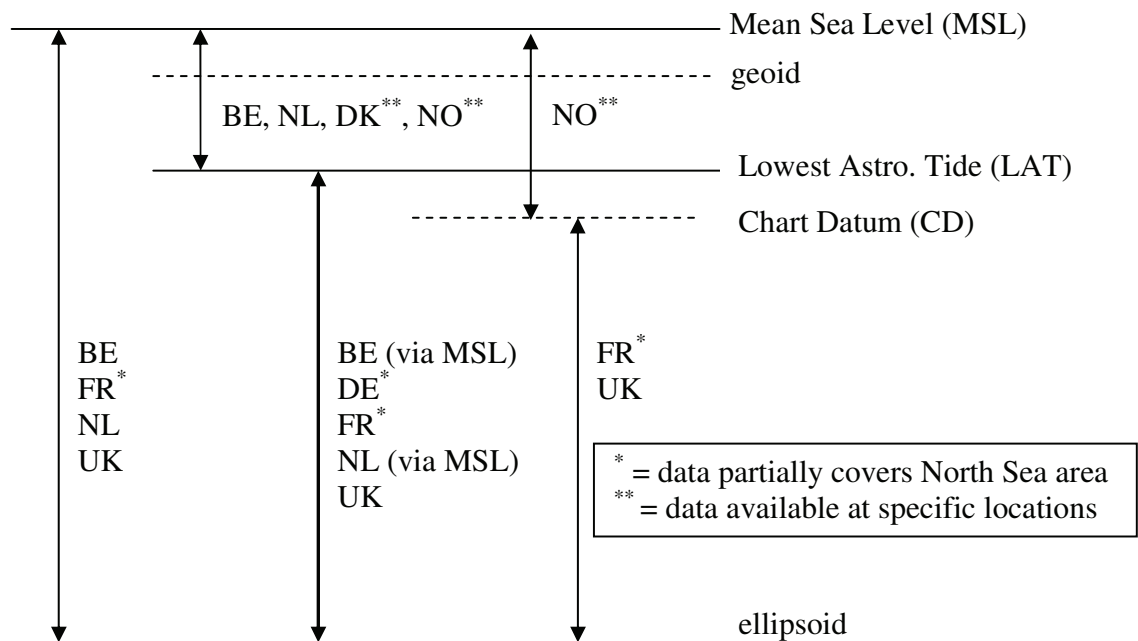 Mean Sea Level (MSL)
geoid
BE, NL, DK**, NO**
NO**
Lowest Astro. Tide (LAT)
Chart Datum (CD)
BE
FR*
NL
UK
BE (via MSL)
DE*
FR*
NL (via MSL)
UK
FR*
UK
* = data partially covers North Sea area
** = data available at specific locations
ellipsoid